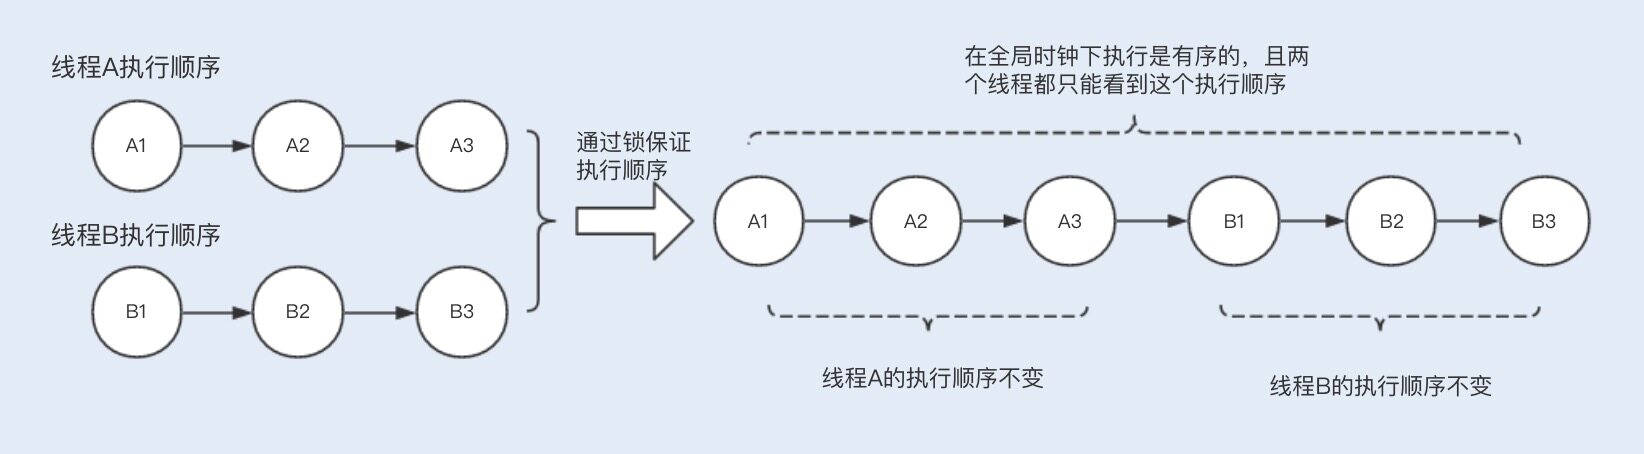 线程A执行顺序
A1
A2
A3
线程B执行顺序
B1
B2
B3
通过锁保证
执行顺序
在全局时钟下执行是有序的，且两
个线程都只能看到这个执行顺序
A1
A2
A3
B1
B2
B3
线程A的执行顺序不变
线程B的执行顺序不变